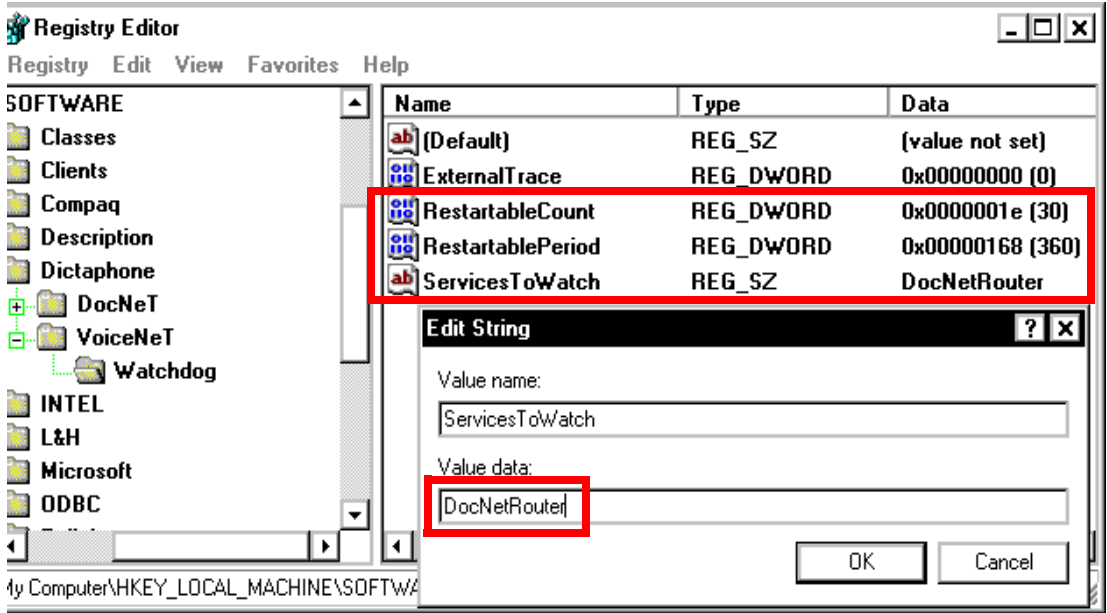 Registry Editor
Registry Edit View Favorites Help
SOFTWARE
Classes
Clients
Compaq
Description
Dictaphone
DocNeT
VoiceNeT
Watchdog
INTEL
L&H
Microsoft
ODBC
Name Type Data
(Default) REG_SZ (value not set)
ExternalTrace REG_DWORD 0x00000000 (0)
RestartableCount REG_DWORD 0x0000001e (30)
RestartablePeriod REG_DWORD 0x00000168 (360)
ServicesToWatch REG_SZ DocNetRouter
Edit String
Value name:
ServicesToWatch
Value data:
DocNetRouter
OK Cancel
My Computer\HKEY_LOCAL_MACHINE\SOFTWA